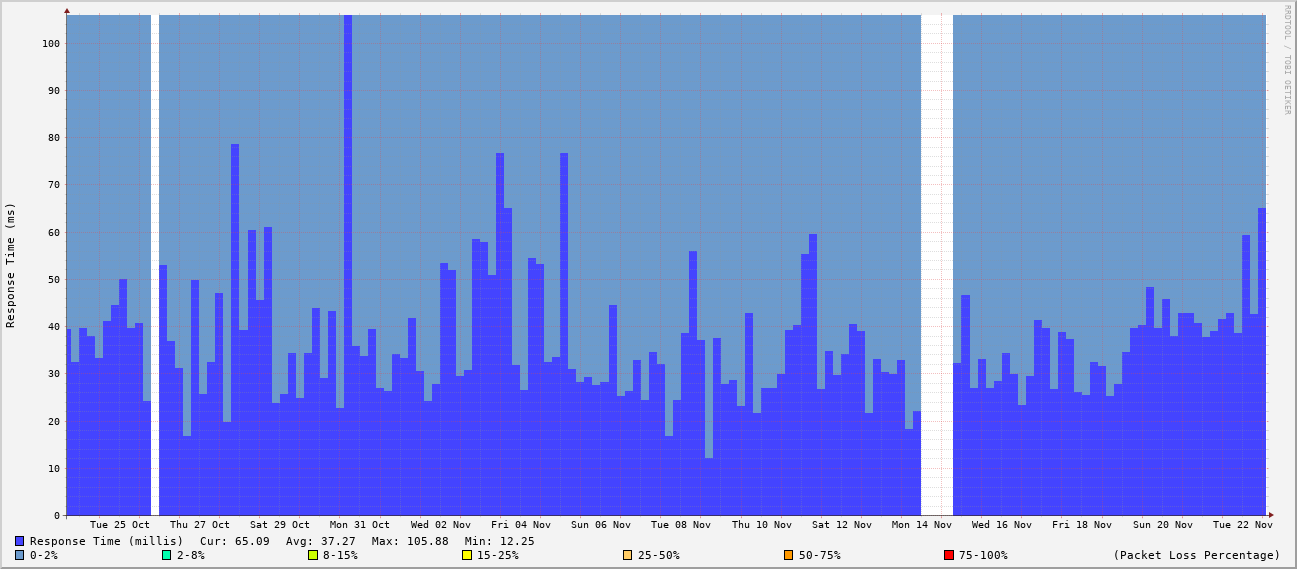 RRDTOOL / TOBI OETIKER
Response Time (ms)
100
90
80
70
60
50
40
30
20
10
0
Tue 25 Oct Thu 27 Oct Sat 29 Oct Mon 31 Oct Wed 02 Nov Fri 04 Nov Sun 06 Nov Tue 08 Nov Thu 10 Nov Sat 12 Nov Mon 14 Nov Wed 16 Nov Fri 18 Nov Sun 20 Nov Tue 22 Nov
Response Time (millis) Cur: 65.09 Avg: 37.27 Max: 105.88 Min: 12.25
0-2% 2-8% 8-15% 15-25% 25-50% 50-75% 75-100% (Packet Loss Percentage)